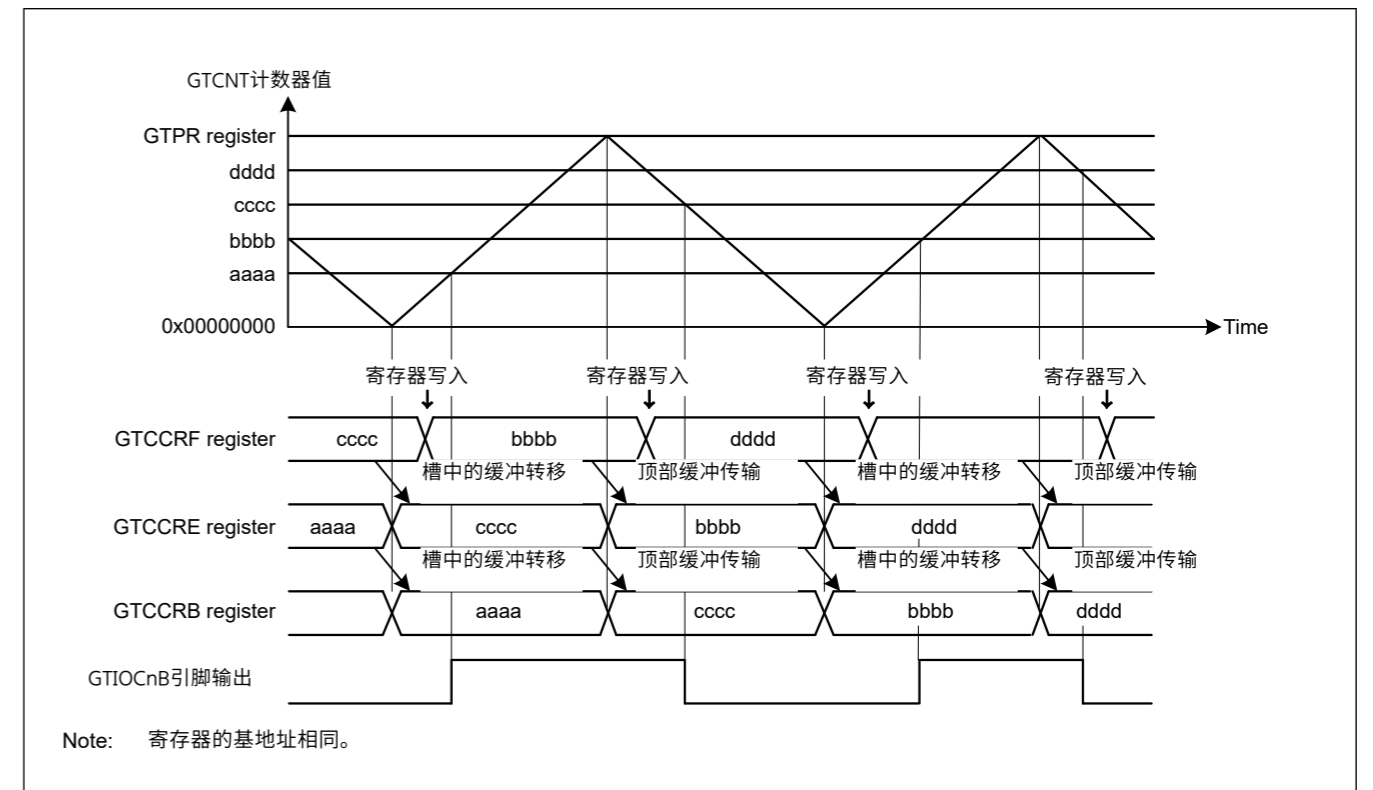 GTCNT计数器值
GTPR register
dddd
cccc
bbbb
aaaa
0x00000000
Time
寄存器写入 寄存器写入 寄存器写入 寄存器写入
GTCCRF register cccc bbbb dddd
槽中的缓冲转移 顶部缓冲传输 槽中的缓冲转移 顶部缓冲传输
GTCCRE register aaaa cccc bbbb dddd
槽中的缓冲转移 顶部缓冲传输 槽中的缓冲转移 顶部缓冲传输
GTCCRB register aaaa cccc bbbb dddd
GTIOCnB引脚输出
Note: 寄存器的基地址相同。